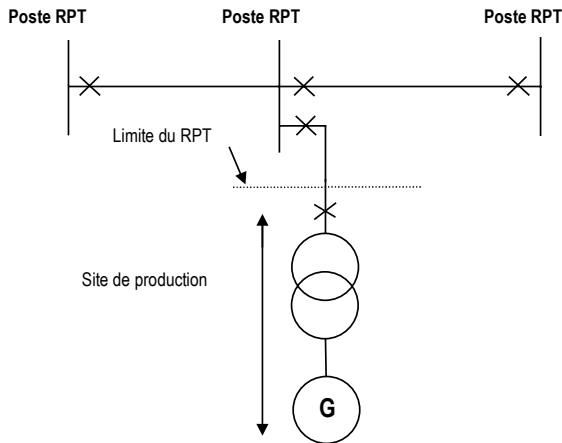 Poste RPT
Poste RPT
Poste RPT
Limite du RPT
Site de production
G